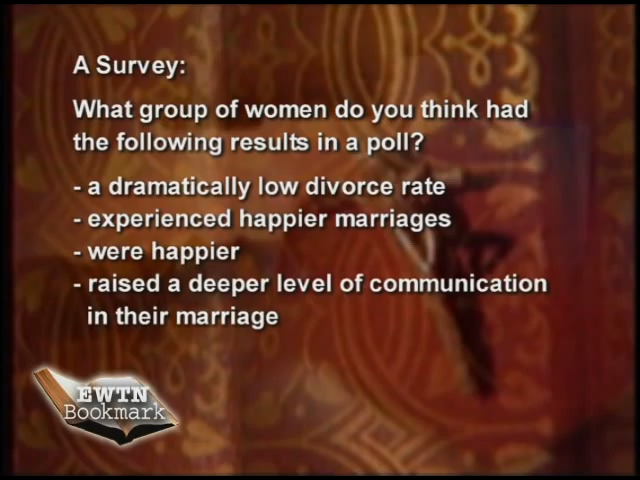 A Survey:
What group of women do you think had
the following results in a poll?
- a dramatically low divorce rate
- experienced happier marriages
- were happier
- raised a deeper level of communication
in their marriage
EWTN
Bookmark